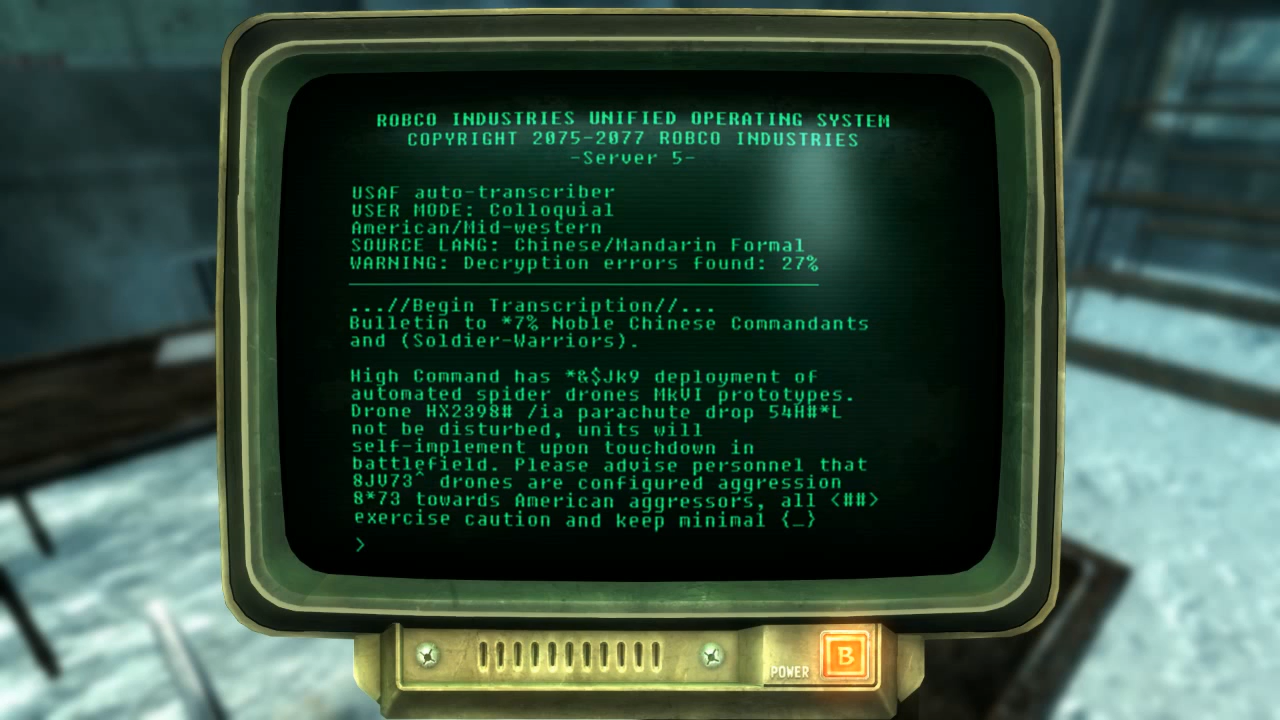 ROBCO INDUSTRIES UNIFIED OPERATING SYSTEM
COPYRIGHT 2075-2077 ROBCO INDUSTRIES
-Server 5-
USAF auto-transcriber
USER MODE: Colloquial
American/Mid-western
SOURCE LANG: Chinese/Mandarin Formal
WARNING: Decryption errors found: 27%
...//Begin Transcription//...
Bulletin to *7% Noble Chinese Commandants
and (Soldier-Warriors).
High Command has *&$Jk9 deployment of
automated spider drones MkVI prototypes.
Drone HX2398# /ia parachute drop 54H#*L
not be disturbed, units will
self-implement upon touchdown in
battlefield. Please advise personnel that
8JV73^ drones are configured aggression
8*73 towards American aggressors, all <##>
exercise caution and keep minimal {_}
>
POWER B